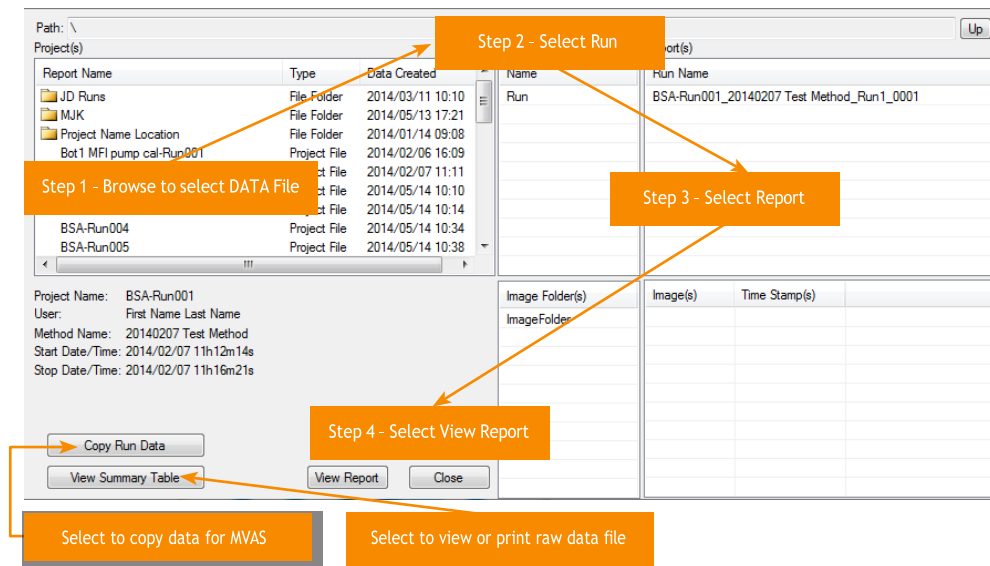 Path: \
Up
Project(s)
port(s)
Step 2 - Select Run
Report Name Type Data Created
JD Runs File Folder 2014/03/11 10:10
MJK File Folder 2014/05/13 17:21
Project Name Location File Folder 2014/01/14 09:08
Bot1 MFI pump cal-Run001 Project File 2014/02/06 16:09
ct File 2014/02/07 11:11
ct File 2014/05/14 10:10
ct File 2014/05/14 10:14
BSA-Run004 Project File 2014/05/14 10:34
BSA-Run005 Project File 2014/05/14 10:38
Step 1 - Browse to select DATA File
Name
Run
Run Name
BSA-Run001_20140207 Test Method_Run1_0001
Step 3 - Select Report
Project Name: BSA-Run001
User: First Name Last Name
Method Name: 20140207 Test Method
Start Date/Time: 2014/02/07 11h12m14s
Stop Date/Time: 2014/02/07 11h16m21s
Image Folder(s)
ImageFolder
Image(s) Time Stamp(s)
Step 4 - Select View Report
Copy Run Data
View Summary Table
View Report
Close
Select to copy data for MVAS
Select to view or print raw data file